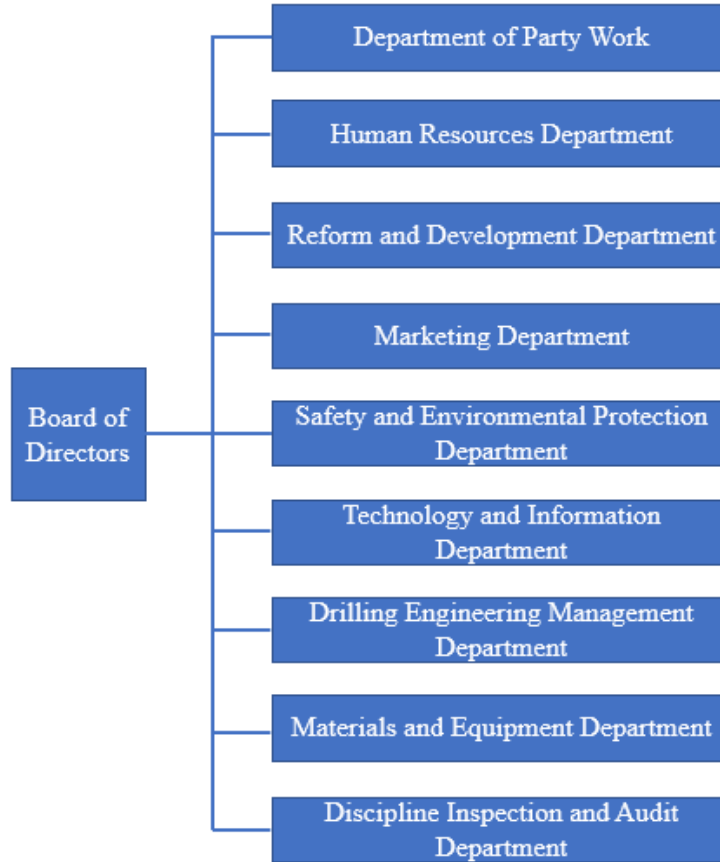 Department of Party Work
Human Resources Department
Reform and Development Department
Marketing Department
Board of
Directors
Safety and Environmental Protection
Department
Technology and Information
Department
Drilling Engineering Management
Department
Materials and Equipment Department
Discipline Inspection and Audit
Department